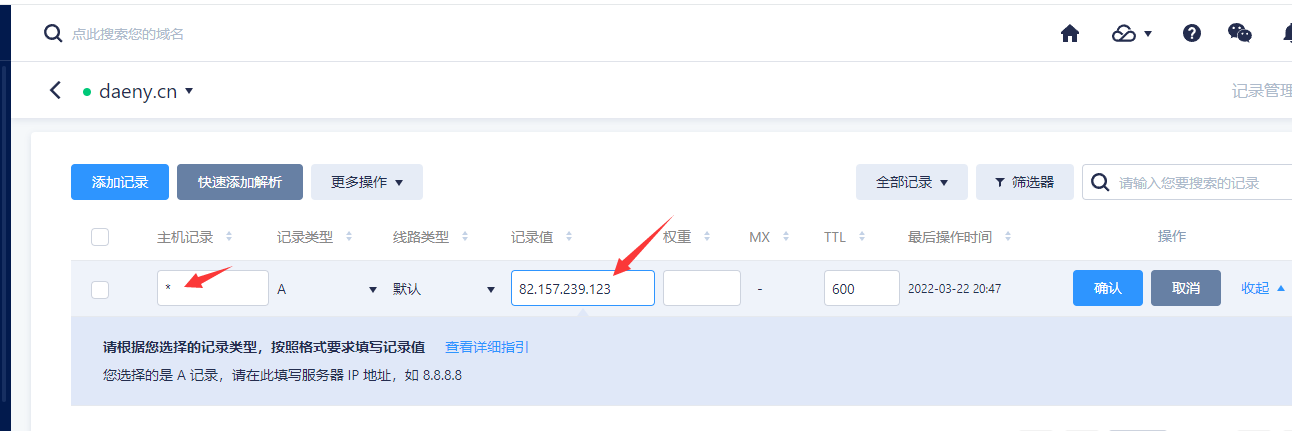 点此搜索您的域名
daeny.cn
记录管理
添加记录 快速添加解析 更多操作 全部记录 筛选器 请输入您要搜索的记录
主机记录 记录类型 线路类型 记录值 权重 MX TTL 最后操作时间 操作
* A 默认 82.157.239.123 - 600 2022-03-22 20:47 确认 取消 收起
请根据您选择的记录类型，按照格式要求填写记录值 查看详细指引
您选择的是 A 记录，请在此填写服务器 IP 地址，如 8.8.8.8